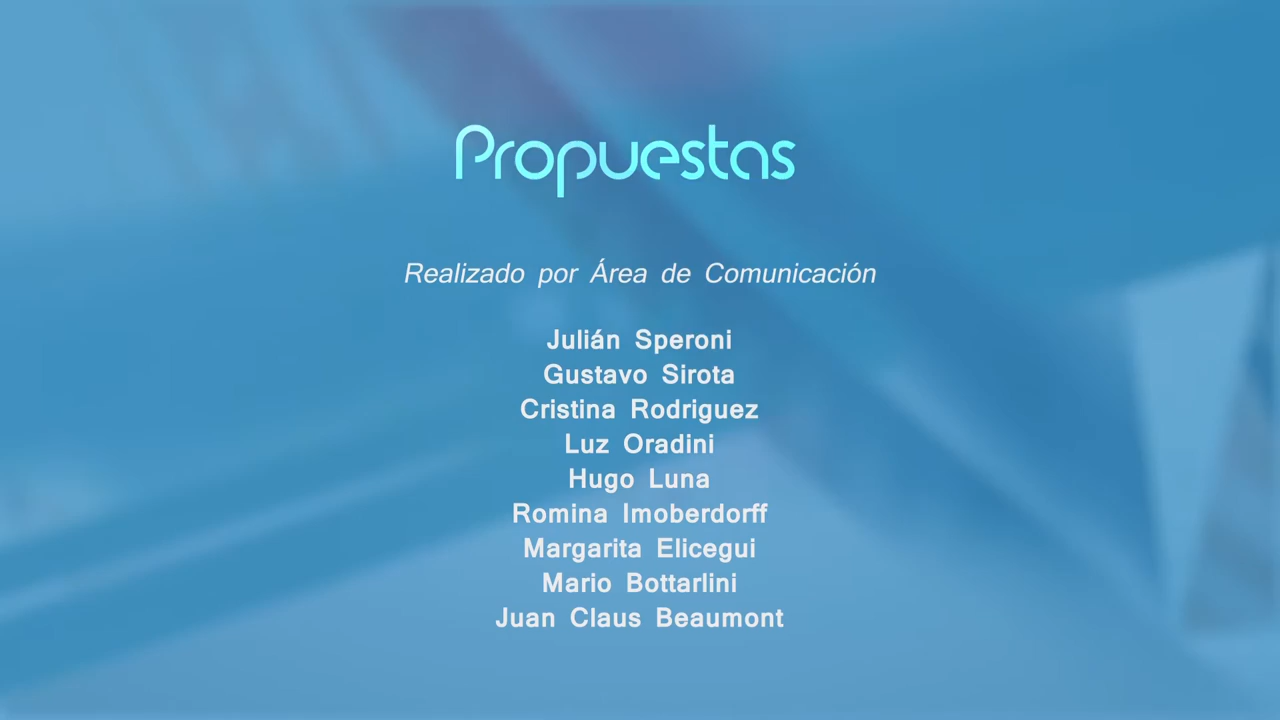 Propuestas
Realizado por Área de Comunicación
Julián Speroni
Gustavo Sirota
Cristina Rodriguez
Luz Oradini
Hugo Luna
Romina Imoberdorff
Margarita Elicegui
Mario Bottarlini
Juan Claus Beaumont